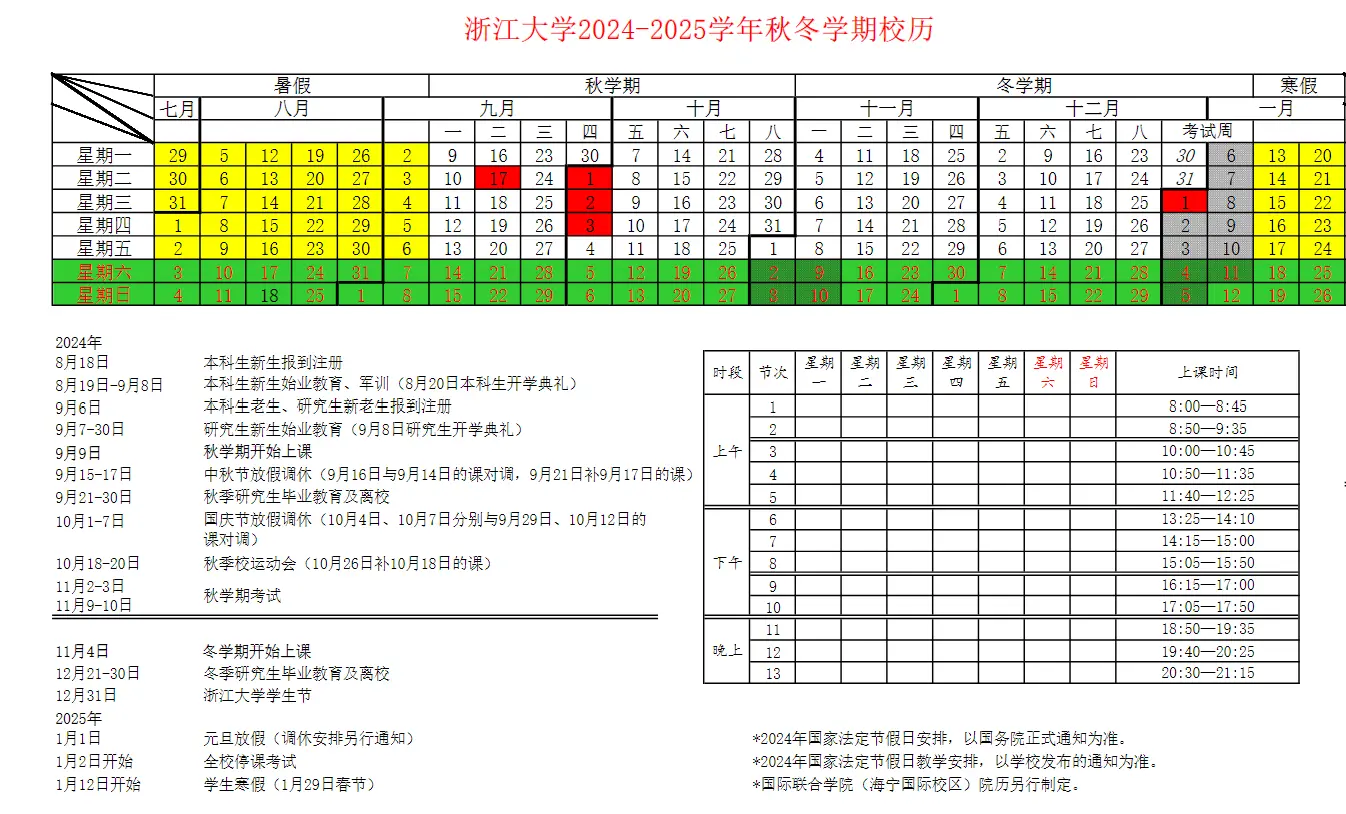 浙江大学2024-2025学年秋冬学期校历
暑假 秋学期 冬学期 寒假
七月 八月 九月 十月 十一月 十二月 一月
一 二 三 四 五 六 七 八 一 二 三 四 五 六 七 八 考试周
星期一 29 5 12 19 26 2 9 16 23 30 7 14 21 28 4 11 18 25 2 9 16 23 30 6 13 20
星期二 30 6 13 20 27 3 10 17 24 1 8 15 22 29 5 12 19 26 3 10 17 24 31 7 14 21
星期三 31 7 14 21 28 4 11 18 25 2 9 16 23 30 6 13 20 27 4 11 18 25 1 8 15 22
星期四 1 8 15 22 29 5 12 19 26 3 10 17 24 31 7 14 21 28 5 12 19 26 2 9 16 23
星期五 2 9 16 23 30 6 13 20 27 4 11 18 25 1 8 15 22 29 6 13 20 27 3 10 17 24
星期六 3 10 17 24 31 7 14 21 28 5 12 19 26 2 9 16 23 30 7 14 21 28 4 11 18 25
星期日 4 11 18 25 1 8 15 22 29 6 13 20 27 3 10 17 24 1 8 15 22 29 5 12 19 26
2024年
8月18日 本科生新生报到注册
8月19日-9月8日 本科生新生始业教育、军训（8月20日本科生开学典礼）
9月6日 本科生老生、研究生新老生报到注册
9月7-30日 研究生新生始业教育（9月8日研究生开学典礼）
9月9日 秋学期开始上课
9月15-17日 中秋节放假调休（9月16日与9月14日的课对调，9月21日补9月17日的课）
9月21-30日 秋季研究生毕业教育及离校
10月1-7日 国庆节放假调休（10月4日、10月7日分别与9月29日、10月12日的
课对调）
10月18-20日 秋季校运动会（10月26日补10月18日的课）
11月2-3日
11月9-10日 秋学期考试
11月4日 冬学期开始上课
12月21-30日 冬季研究生毕业教育及离校
12月31日 浙江大学学生节
2025年
1月1日 元旦放假（调休安排另行通知）
1月2日开始 全校停课考试
1月12日开始 学生寒假（1月29日春节）
时段 节次 星期一 星期二 星期三 星期四 星期五 星期六 星期日 上课时间
上午
1 8:00—8:45
2 8:50—9:35
3 10:00—10:45
4 10:50—11:35
5 11:40—12:25
下午
6 13:25—14:10
7 14:15—15:00
8 15:05—15:50
9 16:15—17:00
10 17:05—17:50
晚上
11 18:50—19:35
12 19:40—20:25
13 20:30—21:15
*2024年国家法定节假日安排，以国务院正式通知为准。
*2024年国家法定节假日教学安排，以学校发布的通知为准。
*国际联合学院（海宁国际校区）院历另行制定。